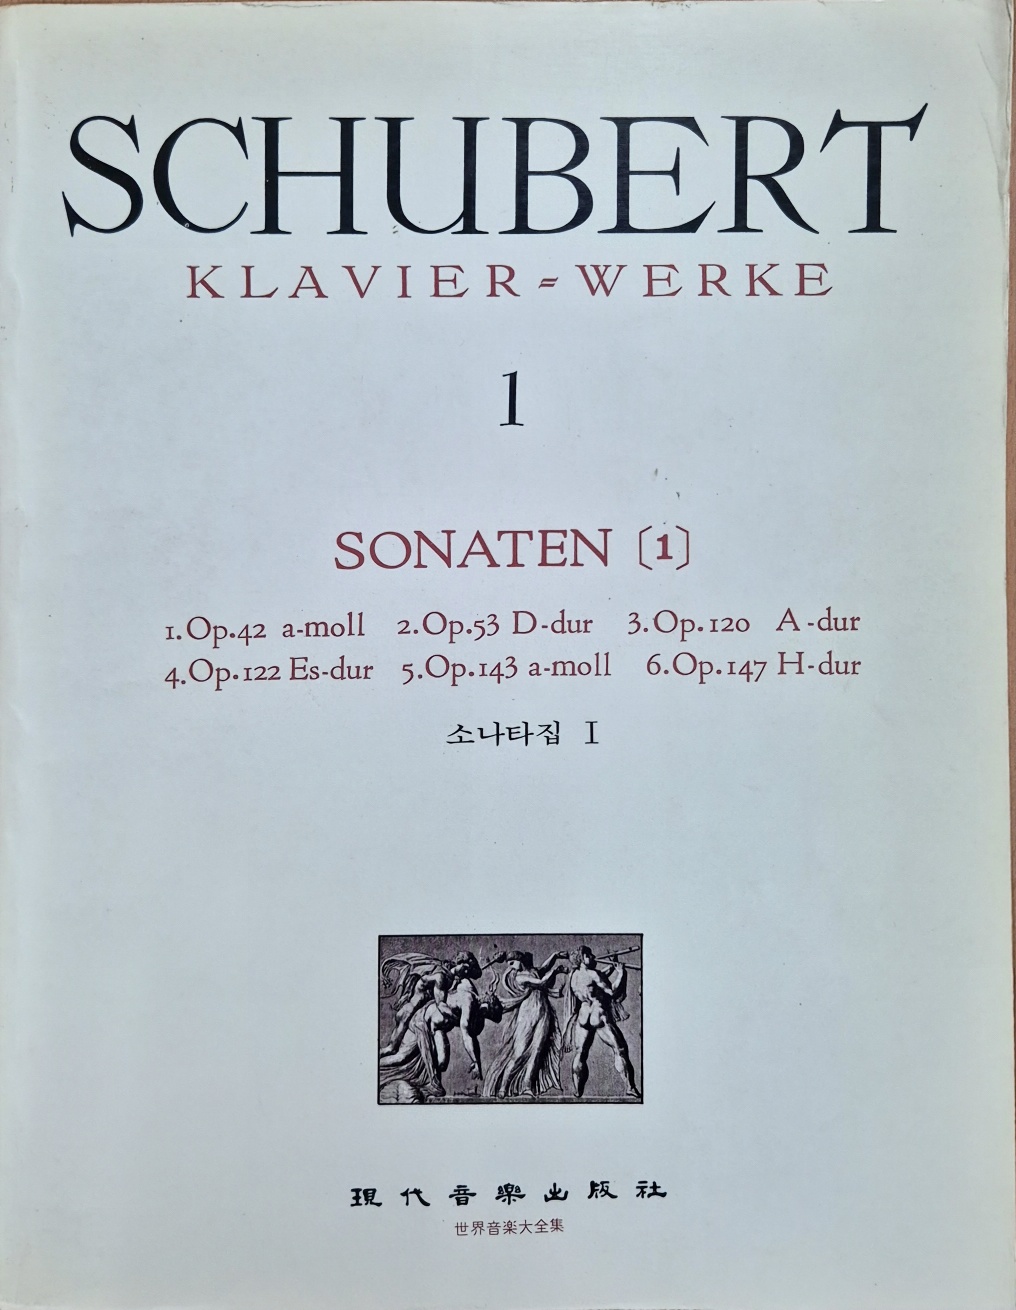 SCHUBERT
KLAVIER=WERKE
1
SONATEN〔1〕
1.Op.42 a-moll 2.Op.53 D-dur 3.Op.120 A-dur
4.Op.122 Es-dur 5.Op.143 a-moll 6.Op.147 H-dur
소나타집 I
現代音樂出版社
世界音楽大全集